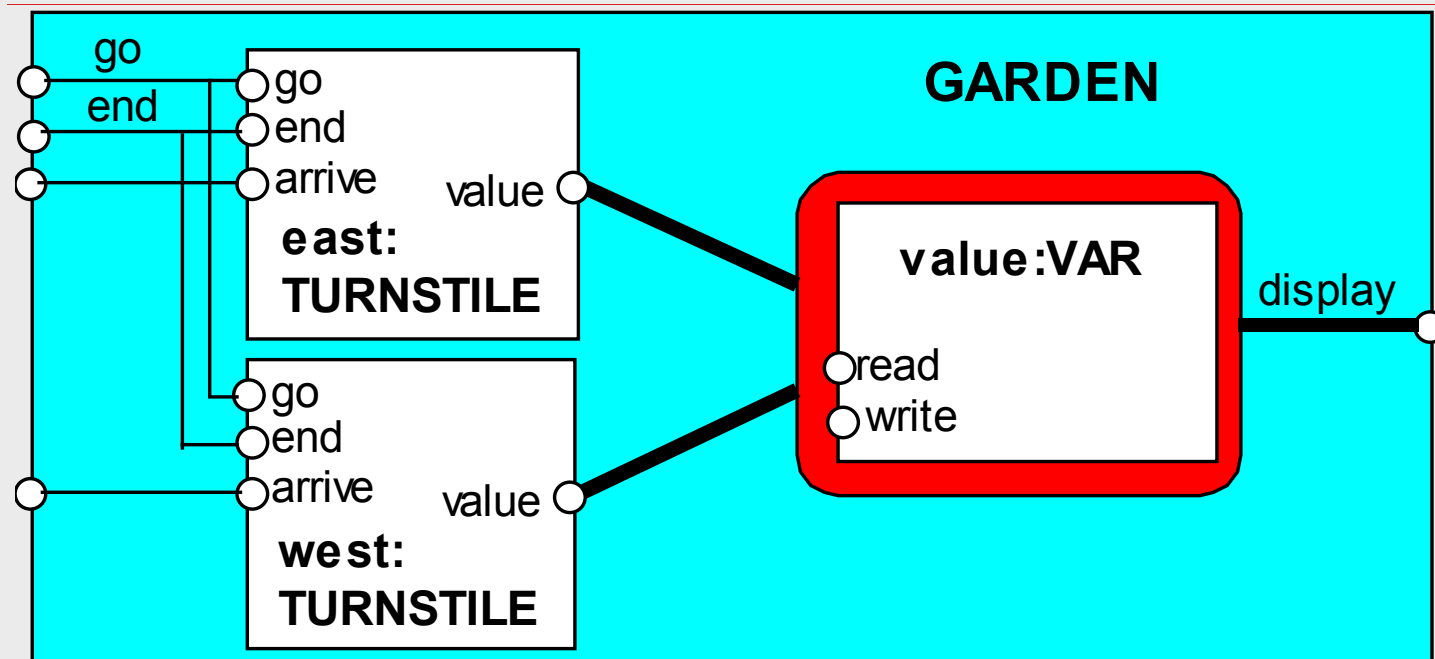 go
end
GARDEN
go
end
arrive
value
east:
TURNSTILE
value:VAR
read
write
display
go
end
arrive
value
west:
TURNSTILE